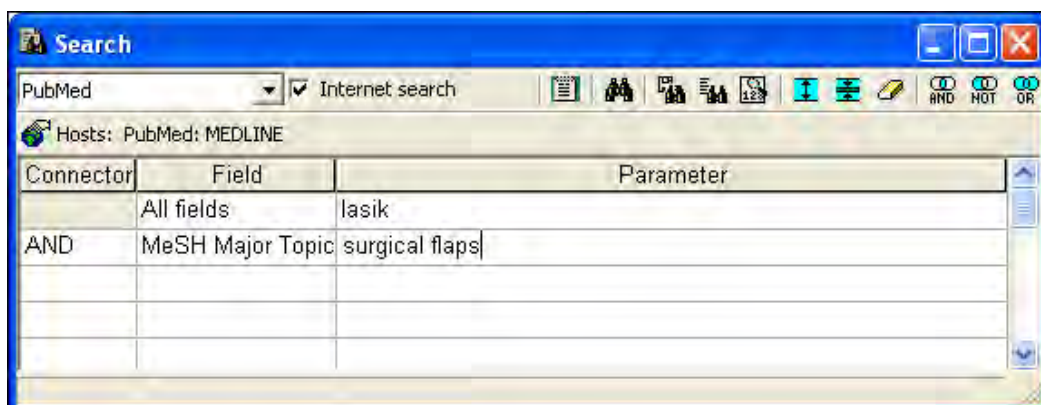 Search
PubMed Internet search AND NOT OR
Hosts: PubMed: MEDLINE
Connector Field Parameter
All fields lasik
AND MeSH Major Topic surgical flaps